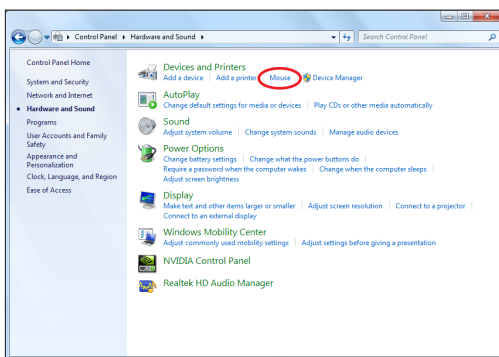 Control Panel Hardware and Sound Search Control Panel
Control Panel Home
System and Security
Network and Internet
Hardware and Sound
Programs
User Accounts and Family
Safety
Appearance and
Personalization
Clock, Language, and Region
Ease of Access
Devices and Printers
Add a device Add a printer Mouse Device Manager
AutoPlay
Change default settings for media or devices Play CDs or other media automatically
Sound
Adjust system volume Change system sounds Manage audio devices
Power Options
Change battery settings Change what the power buttons do
Require a password when the computer wakes Change when the computer sleeps
Adjust screen brightness
Display
Make text and other items larger or smaller Adjust screen resolution Connect to a projector
Connect to an external display
Windows Mobility Center
Adjust commonly used mobility settings Adjust settings before giving a presentation
NVIDIA Control Panel
Realtek HD Audio Manager